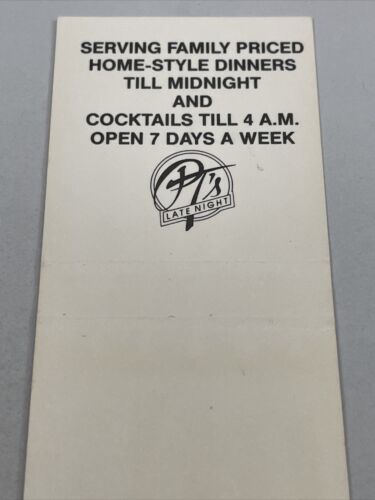 SERVING FAMILY PRICED
HOME-STYLE DINNERS
TILL MIDNIGHT
AND
COCKTAILS TILL 4 A.M.
OPEN 7 DAYS A WEEK
PT's
LATE NIGHT